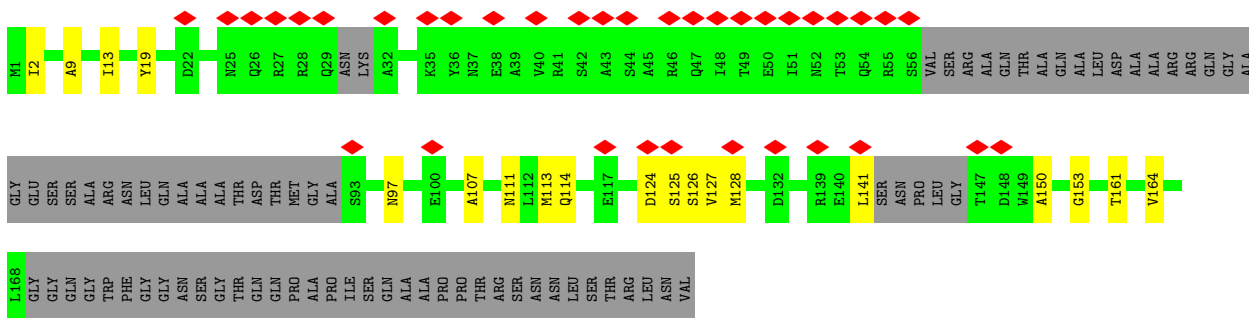 M1 I2 A9 I13 Y19 D22 N25 Q26 R27 R28 Q29 ASN LYS A32 K35 Y36 N37 E38 A39 V40 R41 S42 A43 S44 A45 R46 Q47 I48 T49 E50 I51 N52 T53 Q54 R55 S56 VAL SER ARG ALA GLN THR ALA GLN ALA LEU ASP ALA ALA ARG ARG GLN GLY ALA
GLY GLU SER SER ALA ARG ASN LEU GLN ALA ALA ALA THR ASP THR MET GLY ALA S93 N97 E100 A107 N111 L112 M113 Q114 E117 D124 S125 S126 V127 M128 D132 R139 E140 L141 SER ASN PRO LEU GLY T147 D148 W149 A150 G153 T161 V164
L168 GLY GLY GLN GLY TRP PHE GLY GLY ASN SER GLY THR GLN GLN PRO ALA PRO ILE SER GLN ALA ALA PRO PRO THR ARG SER ASN ASN LEU SER THR ARG LEU ASN VAL